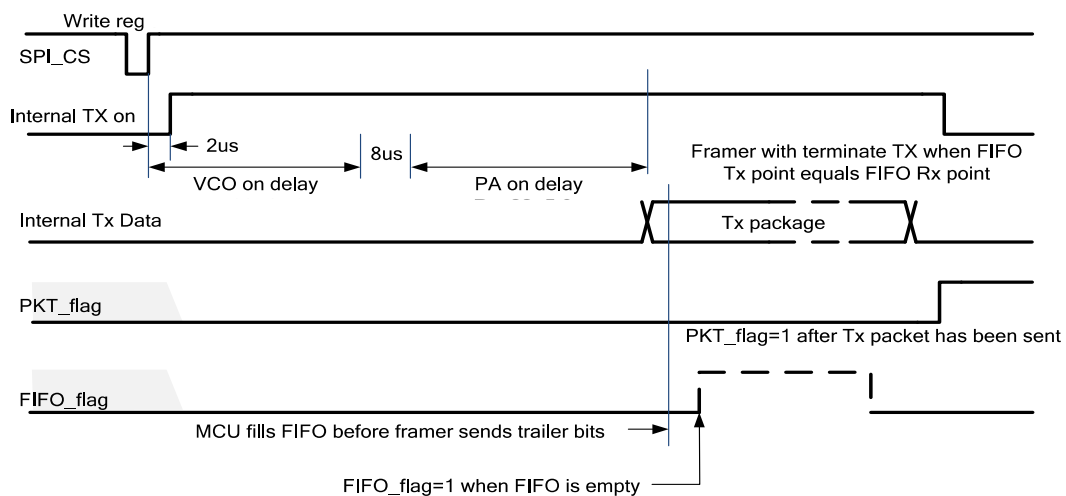 Write reg
SPI_CS
Internal TX on
2us
8us
VCO on delay
PA on delay
Framer with terminate TX when FIFO
Tx point equals FIFO Rx point
Internal Tx Data
Tx package
PKT_flag
PKT_flag=1 after Tx packet has been sent
FIFO_flag
MCU fills FIFO before framer sends trailer bits
FIFO_flag=1 when FIFO is empty